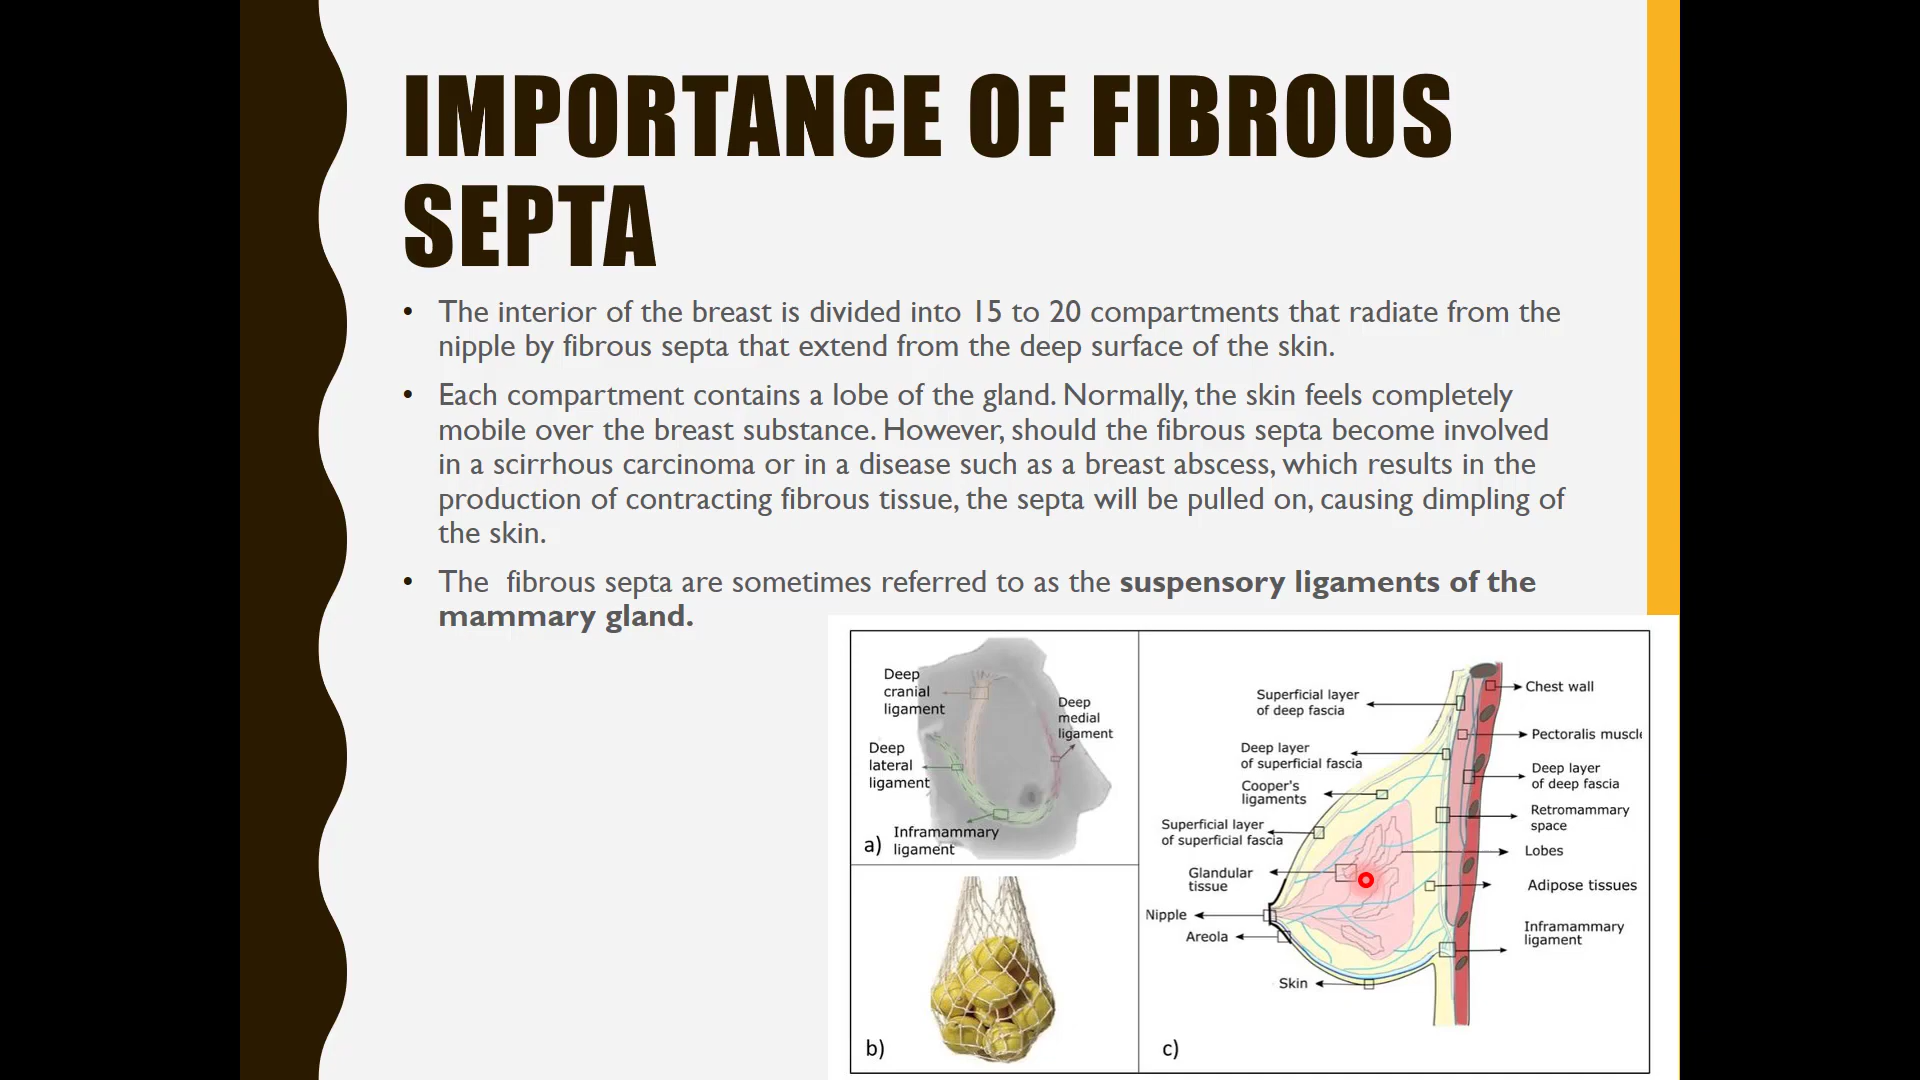 IMPORTANCE OF FIBROUS
SEPTA
• The interior of the breast is divided into 15 to 20 compartments that radiate from the
nipple by fibrous septa that extend from the deep surface of the skin.
• Each compartment contains a lobe of the gland. Normally, the skin feels completely
mobile over the breast substance. However, should the fibrous septa become involved
in a scirrhous carcinoma or in a disease such as a breast abscess, which results in the
production of contracting fibrous tissue, the septa will be pulled on, causing dimpling of
the skin.
• The fibrous septa are sometimes referred to as the suspensory ligaments of the
mammary gland.
Deep
cranial
ligament
Deep
medial
ligament
Deep
lateral
ligament
Inframammary
ligament
a)
b)
Superficial layer
of deep fascia
Deep layer
of superficial fascia
Cooper's
ligaments
Superficial layer
of superficial fascia
Glandular
tissue
Nipple
Areola
Skin
Chest wall
Pectoralis muscle
Deep layer
of deep fascia
Retromammary
space
Lobes
Adipose tissues
Inframammary
ligament
c)